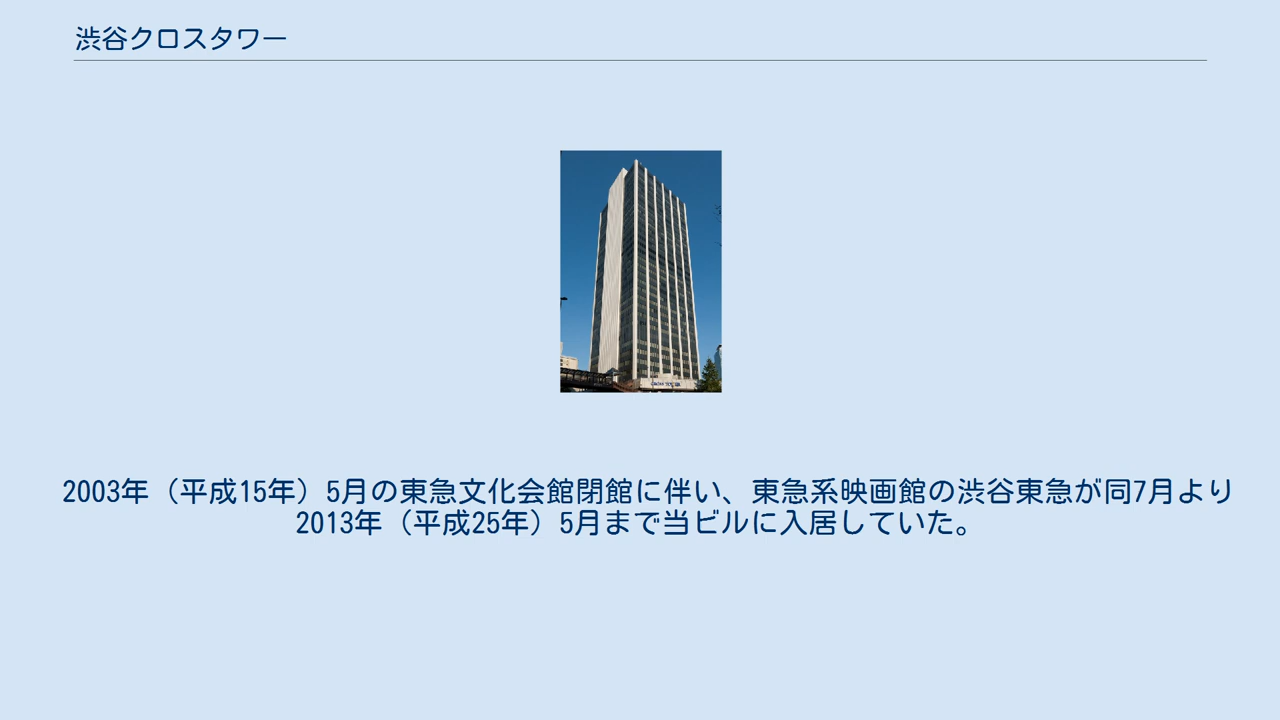 渋谷クロスタワー
2003年（平成15年）5月の東急文化会館閉館に伴い、東急系映画館の渋谷東急が同7月より
2013年（平成25年）5月まで当ビルに入居していた。